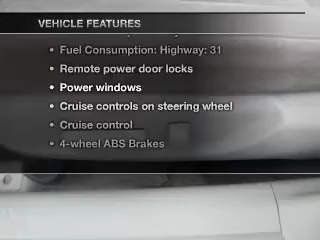 VEHICLE FEATURES
• Fuel Consumption: Highway: 31
• Remote power door locks
• Power windows
• Cruise controls on steering wheel
• Cruise control
• 4-wheel ABS Brakes